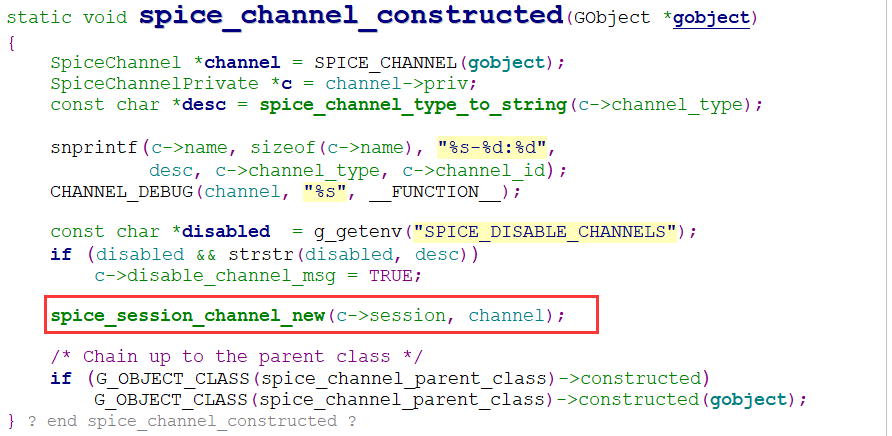 static void spice_channel_constructed(GObject *gobject)
{
    SpiceChannel *channel = SPICE_CHANNEL(gobject);
    SpiceChannelPrivate *c = channel->priv;
    const char *desc = spice_channel_type_to_string(c->channel_type);

    snprintf(c->name, sizeof(c->name), "%s-%d:%d",
             desc, c->channel_type, c->channel_id);
    CHANNEL_DEBUG(channel, "%s", __FUNCTION__);

    const char *disabled  = g_getenv("SPICE_DISABLE_CHANNELS");
    if (disabled && strstr(disabled, desc))
        c->disable_channel_msg = TRUE;

    spice_session_channel_new(c->session, channel);

    /* Chain up to the parent class */
    if (G_OBJECT_CLASS(spice_channel_parent_class)->constructed)
        G_OBJECT_CLASS(spice_channel_parent_class)->constructed(gobject);
} ? end spice_channel_constructed ?